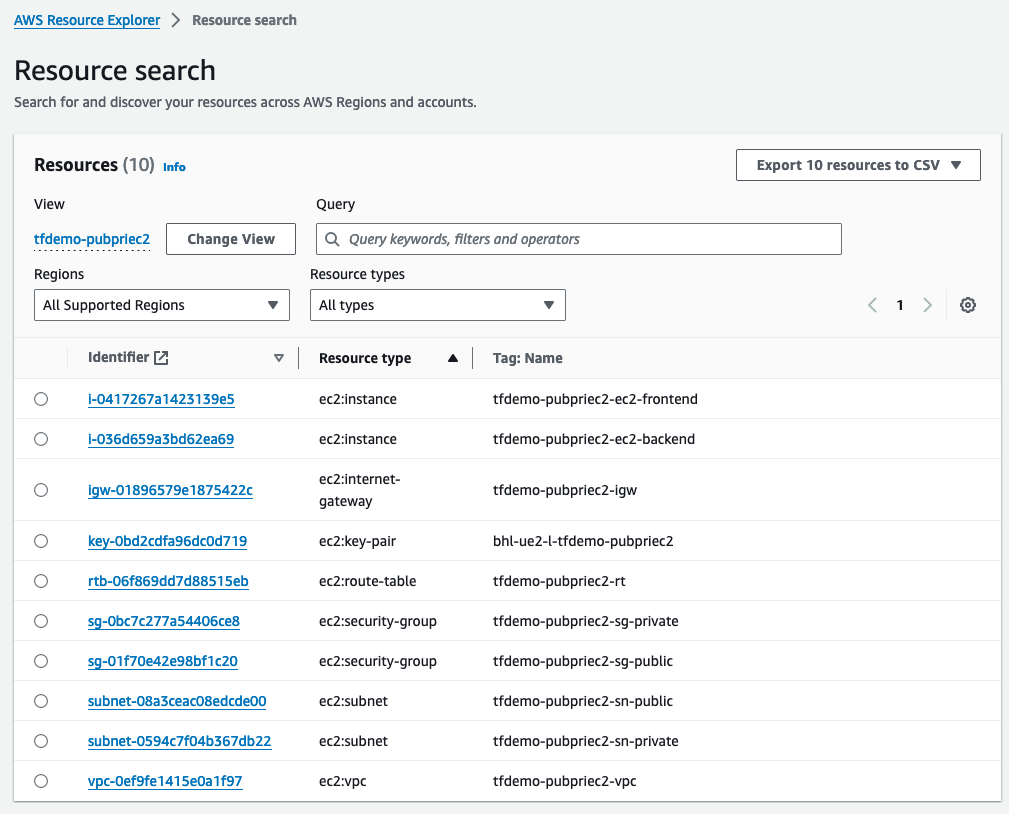 AWS Resource Explorer > Resource search
Resource search
Search for and discover your resources across AWS Regions and accounts.
Resources (10) Info
Export 10 resources to CSV
View
Query
tfdemo-pubpriec2
Change View
Query keywords, filters and operators
Regions
Resource types
All Supported Regions
All types
1
Identifier Resource type Tag: Name
i-0417267a1423139e5 ec2:instance tfdemo-pubpriec2-ec2-frontend
i-036d659a3bd62ea69 ec2:instance tfdemo-pubpriec2-ec2-backend
igw-01896579e1875422c ec2:internet-
gateway tfdemo-pubpriec2-igw
key-0bd2cdfa96dc0d719 ec2:key-pair bhl-ue2-l-tfdemo-pubpriec2
rtb-06f869dd7d88515eb ec2:route-table tfdemo-pubpriec2-rt
sg-0bc7c277a54406ce8 ec2:security-group tfdemo-pubpriec2-sg-private
sg-01f70e42e98bf1c20 ec2:security-group tfdemo-pubpriec2-sg-public
subnet-08a3ceac08edcde00 ec2:subnet tfdemo-pubpriec2-sn-public
subnet-0594c7f04b367db22 ec2:subnet tfdemo-pubpriec2-sn-private
vpc-0ef9fe1415e0a1f97 ec2:vpc tfdemo-pubpriec2-vpc